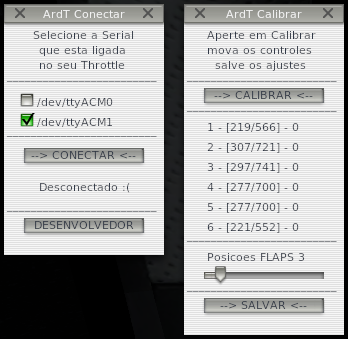 ArdT Conectar
Selecione a Serial
que esta ligada
no seu Throttle
/dev/ttyACM0
/dev/ttyACM1
--> CONECTAR <--
Desconectado :(
DESENVOLVEDOR
ArdT Calibrar
Aperte em Calibrar
mova os controles
salve os ajustes
--> CALIBRAR <--
1 - [219/566] - 0
2 - [307/721] - 0
3 - [297/741] - 0
4 - [277/700] - 0
5 - [277/700] - 0
6 - [221/552] - 0
Posicoes FLAPS 3
--> SALVAR <--